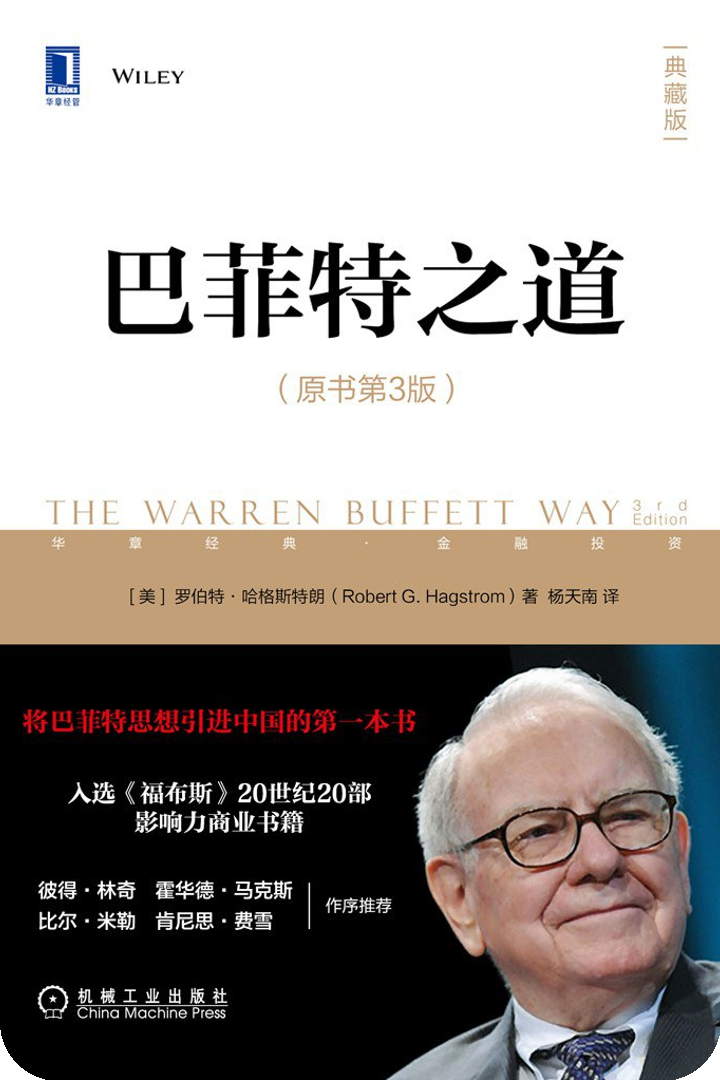 HZ Books
华章经管
WILEY
典藏版
巴菲特之道
（原书第3版）
THE WARREN BUFFETT WAY 3rd Edition
华章经典·金融投资
[美] 罗伯特·哈格斯特朗（Robert G. Hagstrom）著 杨天南 译
将巴菲特思想引进中国的第一本书
入选《福布斯》20世纪20部
影响力商业书籍
彼得·林奇 霍华德·马克斯
比尔·米勒 肯尼思·费雪
作序推荐
机械工业出版社
China Machine Press